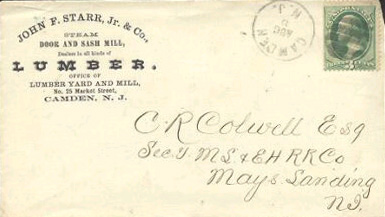 JOHN F. STARR, Jr. & Co.,
STEAM
DOOR AND SASH MILL,
Dealers in all kinds of
LUMBER.
OFFICE OF
LUMBER YARD AND MILL,
No. 25 Market Street,
CAMDEN, N. J.
CAMDEN
AUG
N.J.
C R Colwell Esq
Sec. T. M L & E H R R Co
Mays Landing
NJ.